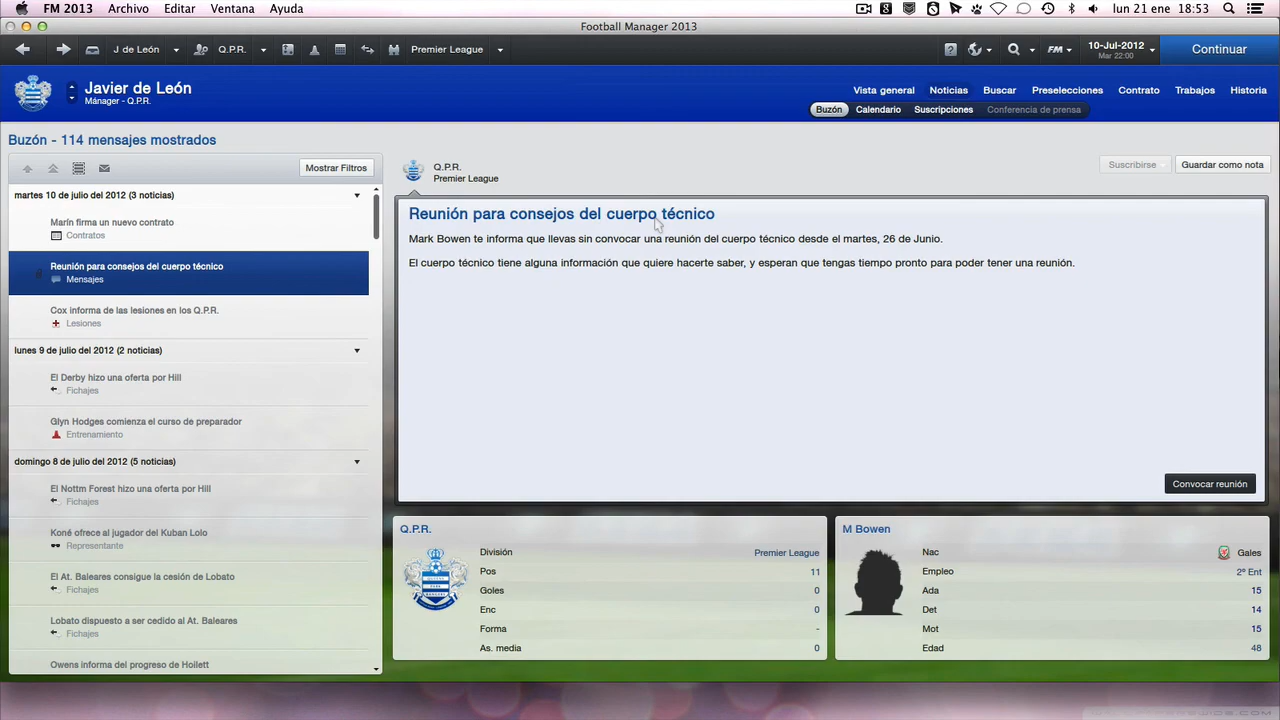 FM 2013 Archivo Editar Ventana Ayuda lun 21 ene 18:53
Football Manager 2013
J de León Q.P.R. Premier League FM 10-Jul-2012 Continuar
Mar 22:00
Javier de León
Mánager - Q.P.R.
Vista general Noticias Buscar Preselecciones Contrato Trabajos Historia
Buzón Calendario Suscripciones Conferencia de prensa
Buzón - 114 mensajes mostrados
Mostrar Filtros
martes 10 de julio del 2012 (3 noticias)
Marín firma un nuevo contrato
Contratos
Reunión para consejos del cuerpo técnico
Mensajes
Cox informa de las lesiones en los Q.P.R.
Lesiones
lunes 9 de julio del 2012 (2 noticias)
El Derby hizo una oferta por Hill
Fichajes
Glyn Hodges comienza el curso de preparador
Entrenamiento
domingo 8 de julio del 2012 (5 noticias)
El Nottm Forest hizo una oferta por Hill
Fichajes
Koné ofrece al jugador del Kuban Lolo
Representante
El At. Baleares consigue la cesión de Lobato
Fichajes
Lobato dispuesto a ser cedido al At. Baleares
Fichajes
Owens informa del progreso de Hoilett
Q.P.R.
Premier League
Suscribirse
Guardar como nota
Reunión para consejos del cuerpo técnico
Mark Bowen te informa que llevas sin convocar una reunión del cuerpo técnico desde el martes, 26 de Junio.
El cuerpo técnico tiene alguna información que quiere hacerte saber, y esperan que tengas tiempo pronto para poder tener una reunión.
Convocar reunión
Q.P.R.
División Premier League
Pos 11
Goles 0
Enc 0
Forma -
As. media 0
M Bowen
Nac Gales
Empleo 2º Ent
Ada 15
Det 14
Mot 15
Edad 48